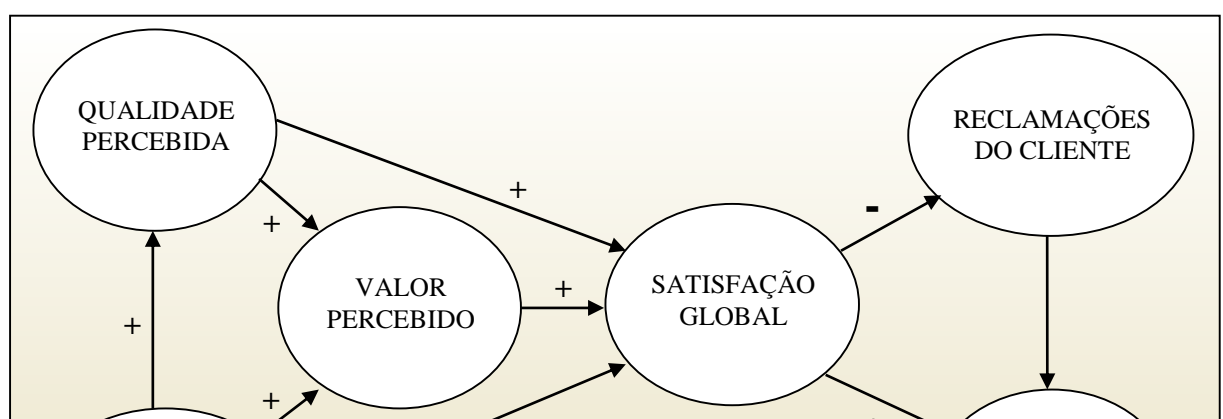 QUALIDADE
PERCEBIDA
RECLAMAÇÕES
DO CLIENTE
+
-
+
VALOR
PERCEBIDO
+
SATISFAÇÃO
GLOBAL
+
+